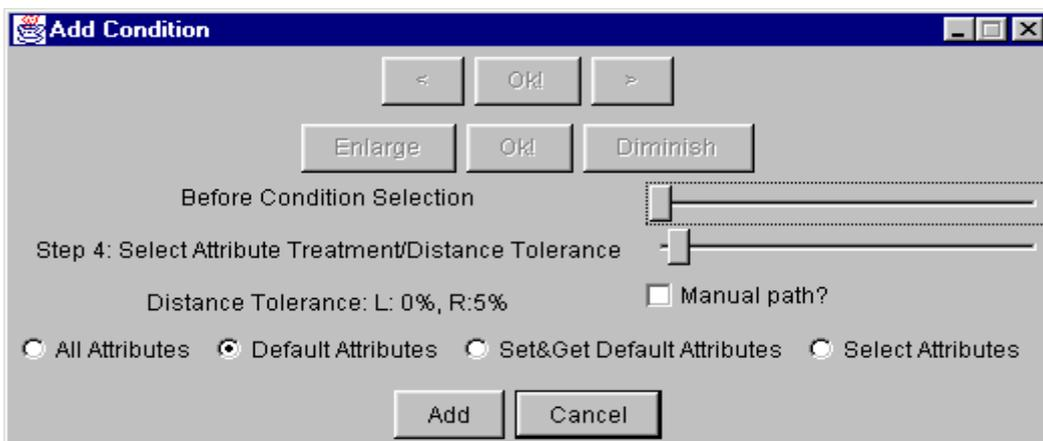 Add Condition
< Ok! >
Enlarge Ok! Diminish
Before Condition Selection
Step 4: Select Attribute Treatment/Distance Tolerance
Distance Tolerance: L: 0%, R:5% Manual path?
All Attributes Default Attributes Set&Get Default Attributes Select Attributes
Add Cancel